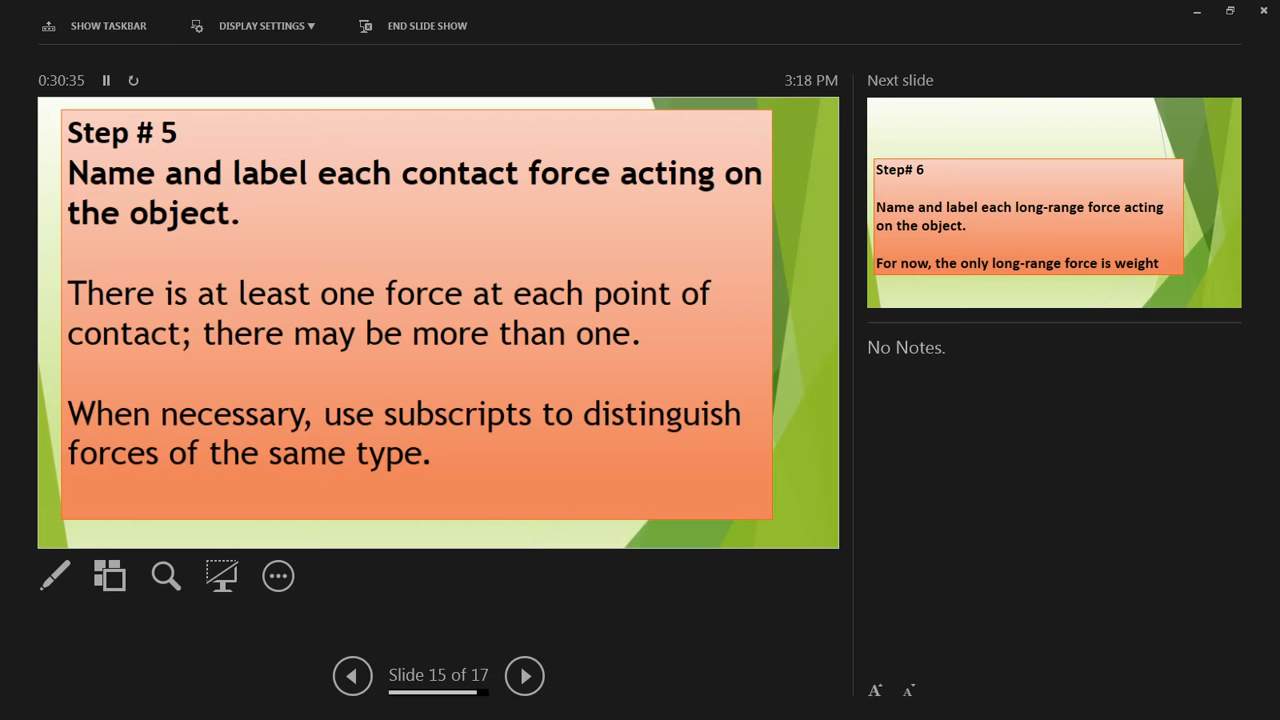 SHOW TASKBAR
DISPLAY SETTINGS ▼
END SLIDE SHOW
0:30:35
3:18 PM
Step # 5
Name and label each contact force acting on
the object.
There is at least one force at each point of
contact; there may be more than one.
When necessary, use subscripts to distinguish
forces of the same type.
Next slide
Step# 6
Name and label each long-range force acting
on the object.
For now, the only long-range force is weight
No Notes.
Slide 15 of 17
A A